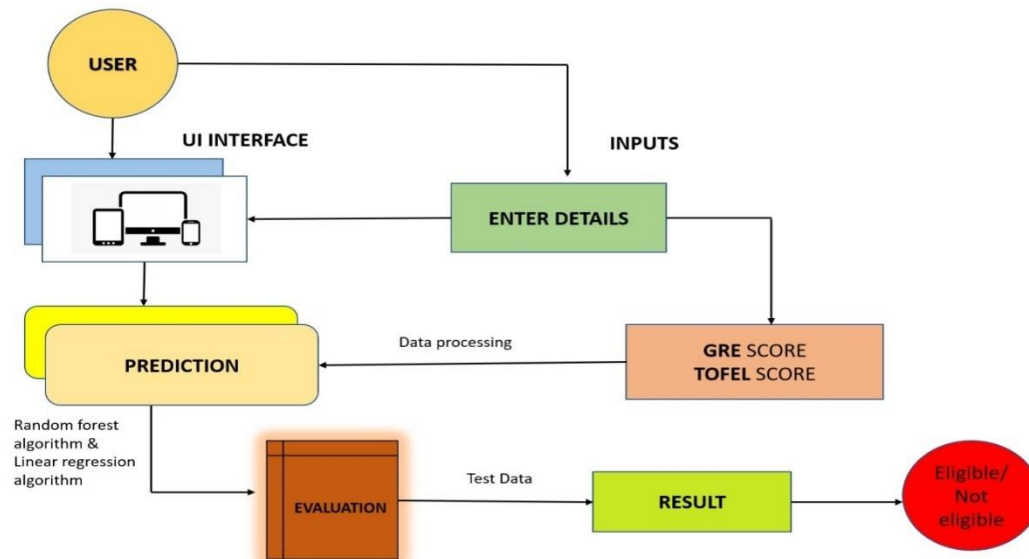 USER
UI INTERFACE
INPUTS
ENTER DETAILS
GRE SCORE
TOFEL SCORE
Data processing
PREDICTION
Random forest
algorithm &
Linear regression
algorithm
EVALUATION
Test Data
RESULT
Eligible/
Not
eligible